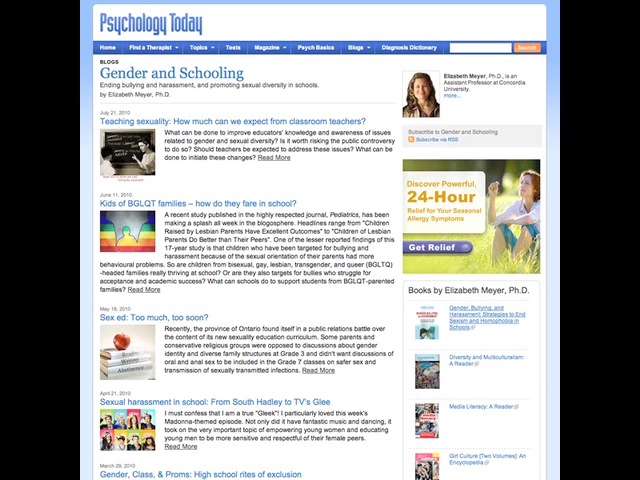 Psychology Today
Home Find a Therapist Topics Tests Magazine Psych Basics Blogs Diagnosis Dictionary Search
BLOGS
Gender and Schooling
Ending bullying and harassment, and promoting sexual diversity in schools.
by Elizabeth Meyer, Ph.D.
July 21, 2010
Teaching sexuality: How much can we expect from classroom teachers?
What can be done to improve educators' knowledge and awareness of issues
related to gender and sexual diversity? Is it worth risking the public controversy
to do so? Should teachers be expected to address these issues? What can be
done to initiate these changes? Read More
June 11, 2010
Kids of BGLQT families – how do they fare in school?
A recent study published in the highly respected journal, Pediatrics, has been
making a splash all week in the blogosphere. Headlines range from "Children
Raised by Lesbian Parents Have Excellent Outcomes" to "Children of Lesbian
Parents Do Better than Their Peers". One of the lesser reported findings of this
17-year study is that children who have been targeted for bullying and
harassment because of the sexual orientation of their parents had more
behavioural problems. So are children from bisexual, gay, lesbian, transgender, and queer (BGLTQ)
-headed families really thriving at school? Or are they targets for bullies who struggle for
acceptance and academic success? What can schools do to support students from BGLQT-parented
families? Read More
May 18, 2010
Sex ed: Too much, too soon?
Reading
Writing
Abstinence
Recently, the province of Ontario found itself in a public relations battle over
the content of its new sexuality education curriculum. Some parents and
conservative religious groups were opposed to discussions about gender
identity and diverse family structures at Grade 3 and didn't want discussions of
oral and anal sex to be included in the Grade 7 classes on safer sex and
transmission of sexually transmitted infections. Read More
April 21, 2010
Sexual harassment in school: From South Hadley to TV's Glee
I must confess that I am a true "Gleek"! I particularly loved this week's
Madonna-themed episode. Not only did it have fantastic music and dancing, it
took on the very important topic of empowering young women and educating
young men to be more sensitive and respectful of their female peers.
Read More
March 29, 2010
Gender, Class, & Proms: High school rites of exclusion
Elizabeth Meyer, Ph.D., is an
Assistant Professor at Concordia
University.
more...
Subscribe to Gender and Schooling
Subscribe via RSS
Discover Powerful,
24-Hour
Relief for Your Seasonal
Allergy Symptoms
Get Relief
Books by Elizabeth Meyer, Ph.D.
Gender, Bullying, and
Harassment: Strategies to End
Sexism and Homophobia in
Schools
Diversity and Multiculturalism:
A Reader
Media Literacy: A Reader
Girl Culture [Two Volumes]: An
Encyclopedia